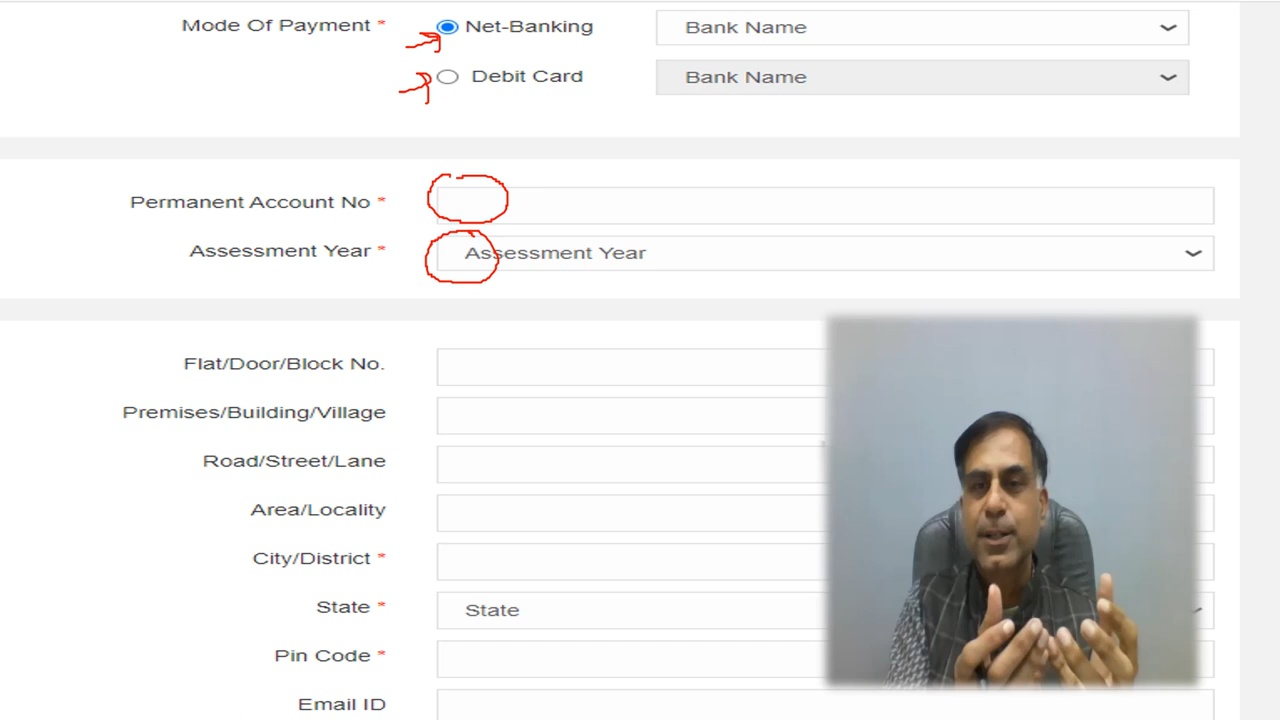 Mode Of Payment * Net-Banking Bank Name
Debit Card Bank Name
Permanent Account No *
Assessment Year * Assessment Year
Flat/Door/Block No.
Premises/Building/Village
Road/Street/Lane
Area/Locality
City/District *
State * State
Pin Code *
Email ID